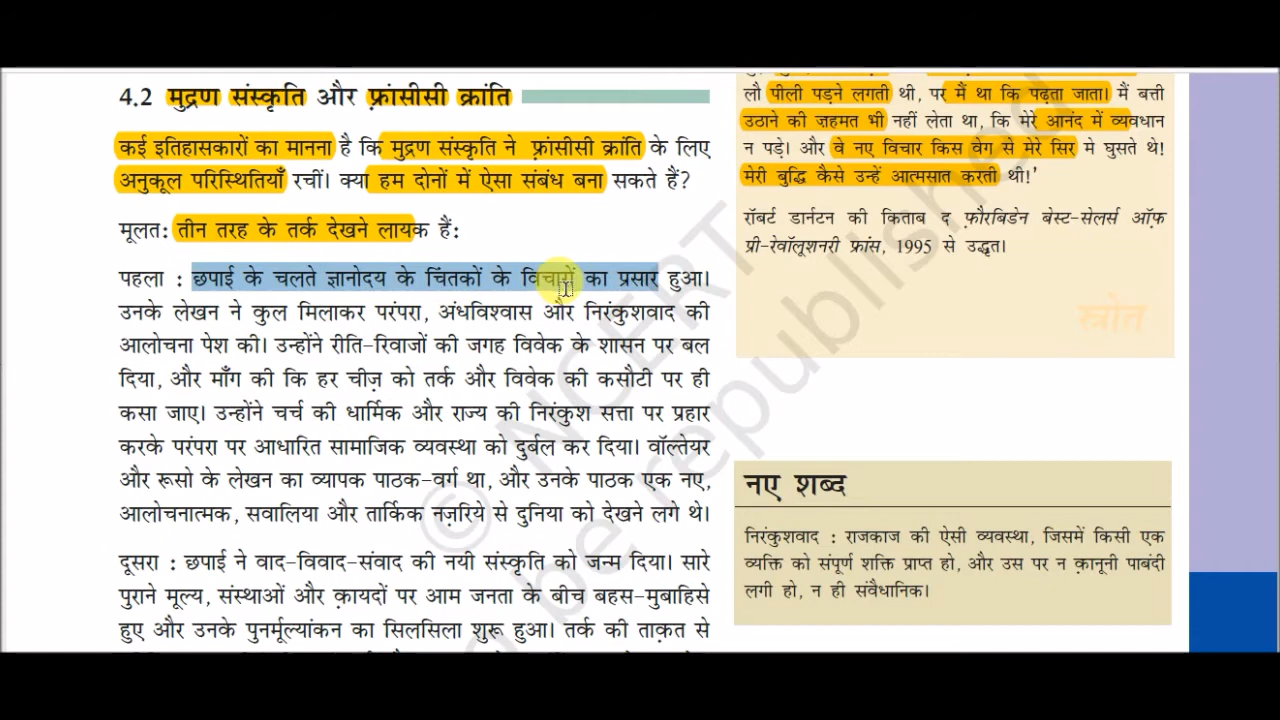 4.2 मुद्रण संस्कृति और फ़्रांसीसी क्रांति
कई इतिहासकारों का मानना है कि मुद्रण संस्कृति ने फ़्रांसीसी क्रांति के लिए
अनुकूल परिस्थितियाँ रचीं। क्या हम दोनों में ऐसा संबंध बना सकते हैं?
मूलत: तीन तरह के तर्क देखने लायक हैं:
पहला : छपाई के चलते ज्ञानोदय के चिंतकों के विचारों का प्रसार हुआ।
उनके लेखन ने कुल मिलाकर परंपरा, अंधविश्वास और निरंकुशवाद की
आलोचना पेश की। उन्होंने रीति-रिवाजों की जगह विवेक के शासन पर बल
दिया, और माँग की कि हर चीज़ को तर्क और विवेक की कसौटी पर ही
कसा जाए। उन्होंने चर्च की धार्मिक और राज्य की निरंकुश सत्ता पर प्रहार
करके परंपरा पर आधारित सामाजिक व्यवस्था को दुर्बल कर दिया। वॉल्तेयर
और रूसो के लेखन का व्यापक पाठक-वर्ग था, और उनके पाठक एक नए,
आलोचनात्मक, सवालिया और तार्किक नज़रिये से दुनिया को देखने लगे थे।
दूसरा : छपाई ने वाद-विवाद-संवाद की नयी संस्कृति को जन्म दिया। सारे
पुराने मूल्य, संस्थाओं और क़ायदों पर आम जनता के बीच बहस-मुबाहिसे
हुए और उनके पुनर्मूल्यांकन का सिलसिला शुरू हुआ। तर्क की ताक़त से
लौ पीली पड़ने लगती थी, पर मैं था कि पढ़ता जाता। मैं बत्ती
उठाने की ज़हमत भी नहीं लेता था, कि मेरे आनंद में व्यवधान
न पड़े। और वे नए विचार किस वेग से मेरे सिर मे घुसते थे!
मेरी बुद्धि कैसे उन्हें आत्मसात करती थी!'
रॉबर्ट डार्नटन की किताब द फ़ौरबिडेन बेस्ट-सेलर्स ऑफ़
प्री-रेवॉलूशनरी फ़्रांस, 1995 से उद्धृत।
स्रोत
नए शब्द
निरंकुशवाद : राजकाज की ऐसी व्यवस्था, जिसमें किसी एक
व्यक्ति को संपूर्ण शक्ति प्राप्त हो, और उस पर न क़ानूनी पाबंदी
लगी हो, न ही संवैधानिक।
© NCERT
be republished